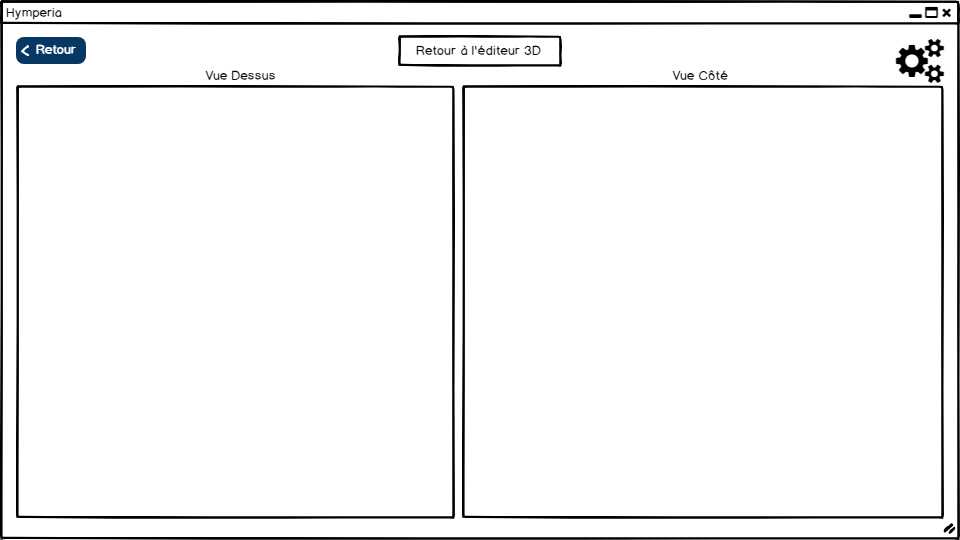 Hymperia
Retour
Retour à l'éditeur 3D
Vue Dessus
Vue Côté